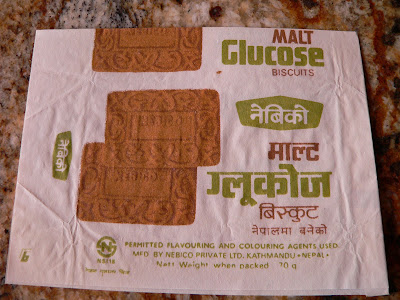 MALT
Glucose
BISCUITS
नेबिको
नेबिको
माल्ट
ग्लूकोज
बिस्कुट
नेपालमा बनेको
PERMITTED FLAVOURING AND COLOURING AGENTS USED.
MFD BY NEBICO PRIVATE LTD. KATHMANDU • NEPAL •
Nett Weight when packed 70 g